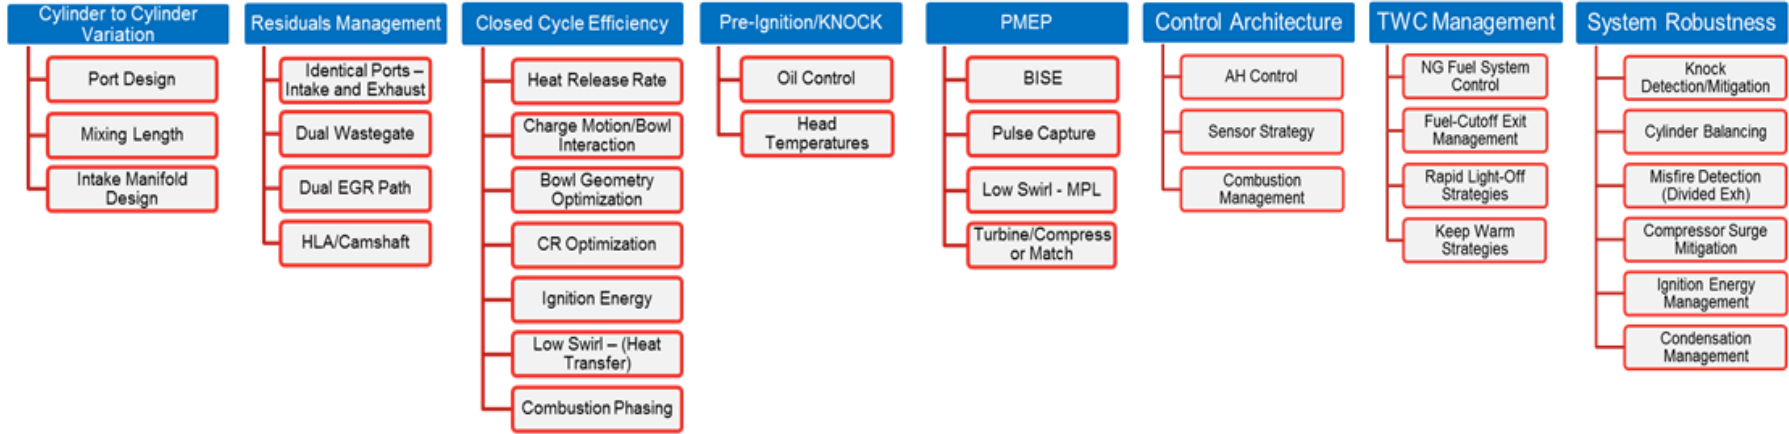 Cylinder to Cylinder
Variation
Port Design
Mixing Length
Intake Manifold
Design
Residuals Management
Identical Ports –
Intake and Exhaust
Dual Wastegate
Dual EGR Path
HLA/Camshaft
Closed Cycle Efficiency
Heat Release Rate
Charge Motion/Bowl
Interaction
Bowl Geometry
Optimization
CR Optimization
Ignition Energy
Low Swirl – (Heat
Transfer)
Combustion Phasing
Pre-Ignition/KNOCK
Oil Control
Head
Temperatures
PMEP
BISE
Pulse Capture
Low Swirl - MPL
Turbine/Compress
or Match
Control Architecture
AH Control
Sensor Strategy
Combustion
Management
TWC Management
NG Fuel System
Control
Fuel-Cutoff Exit
Management
Rapid Light-Off
Strategies
Keep Warm
Strategies
System Robustness
Knock
Detection/Mitigation
Cylinder Balancing
Misfire Detection
(Divided Exh)
Compressor Surge
Mitigation
Ignition Energy
Management
Condensation
Management